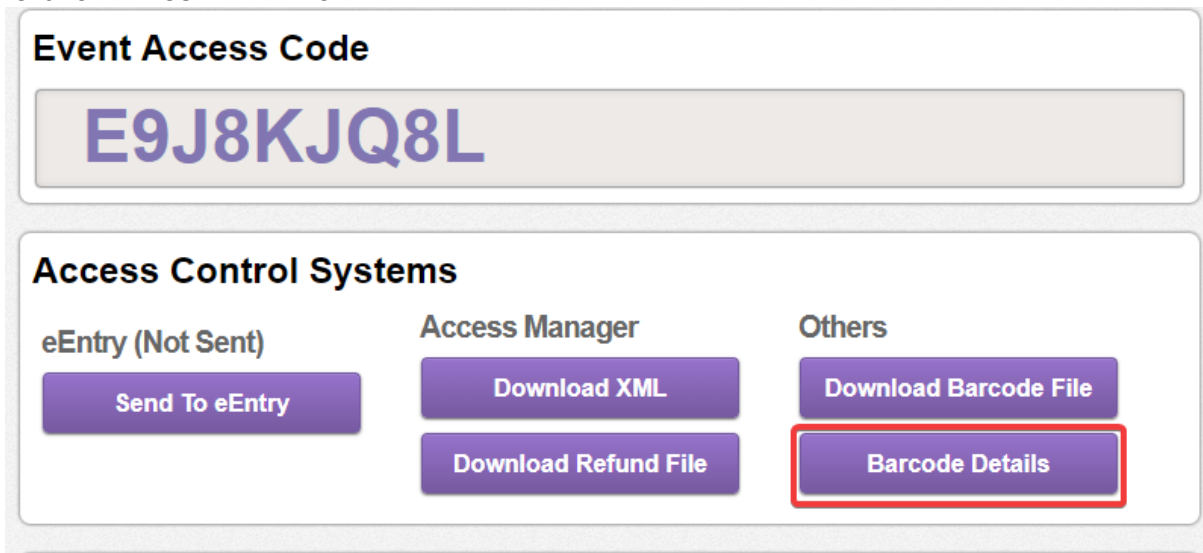 Event Access Code
E9J8KJQ8L
Access Control Systems
eEntry (Not Sent)
Send To eEntry
Access Manager
Download XML
Download Refund File
Others
Download Barcode File
Barcode Details